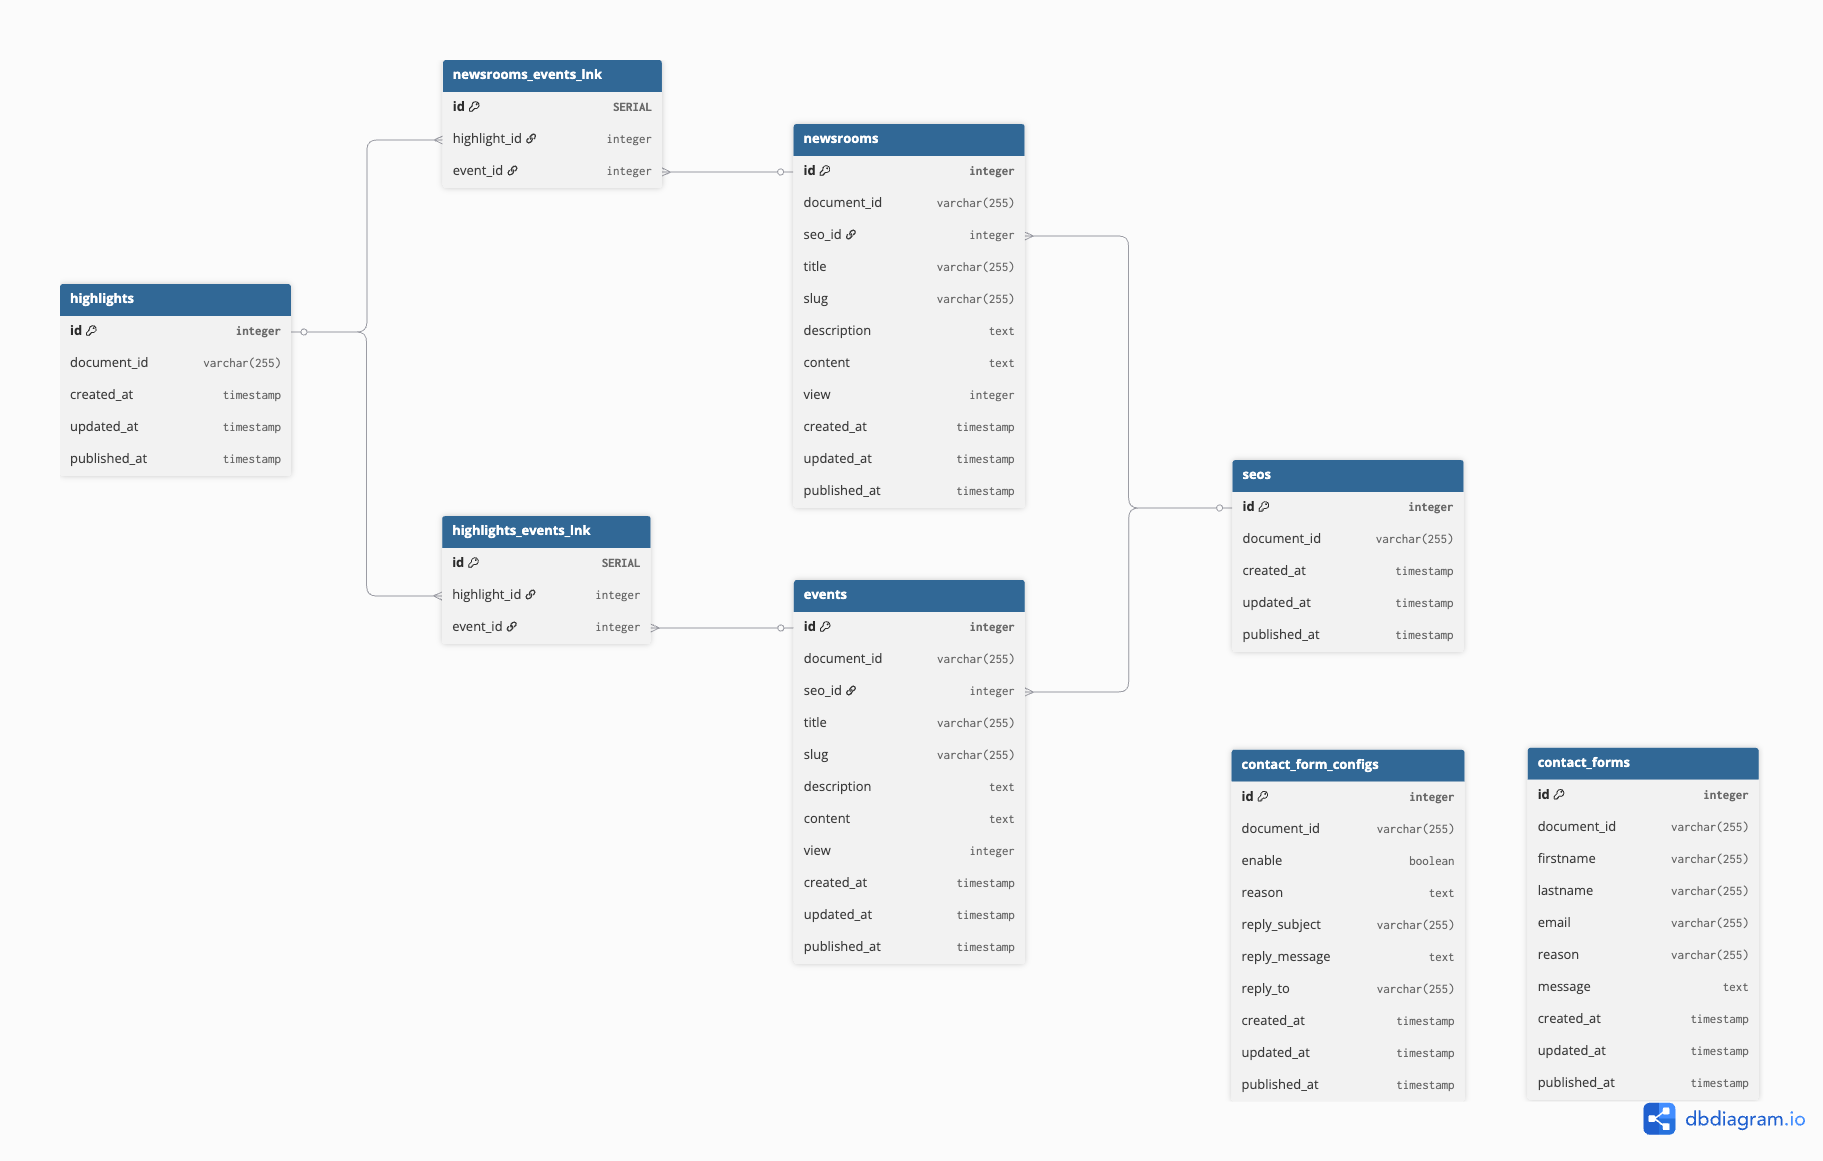 newsrooms_events_lnk
id SERIAL
highlight_id integer
event_id integer
newsrooms
id integer
document_id varchar(255)
seo_id integer
title varchar(255)
slug varchar(255)
description text
content text
view integer
created_at timestamp
updated_at timestamp
published_at timestamp
highlights
id integer
document_id varchar(255)
created_at timestamp
updated_at timestamp
published_at timestamp
highlights_events_lnk
id SERIAL
highlight_id integer
event_id integer
events
id integer
document_id varchar(255)
seo_id integer
title varchar(255)
slug varchar(255)
description text
content text
view integer
created_at timestamp
updated_at timestamp
published_at timestamp
seos
id integer
document_id varchar(255)
created_at timestamp
updated_at timestamp
published_at timestamp
contact_form_configs
id integer
document_id varchar(255)
enable boolean
reason text
reply_subject varchar(255)
reply_message text
reply_to varchar(255)
created_at timestamp
updated_at timestamp
published_at timestamp
contact_forms
id integer
document_id varchar(255)
firstname varchar(255)
lastname varchar(255)
email varchar(255)
reason varchar(255)
message text
created_at timestamp
updated_at timestamp
published_at timestamp
dbdiagram.io